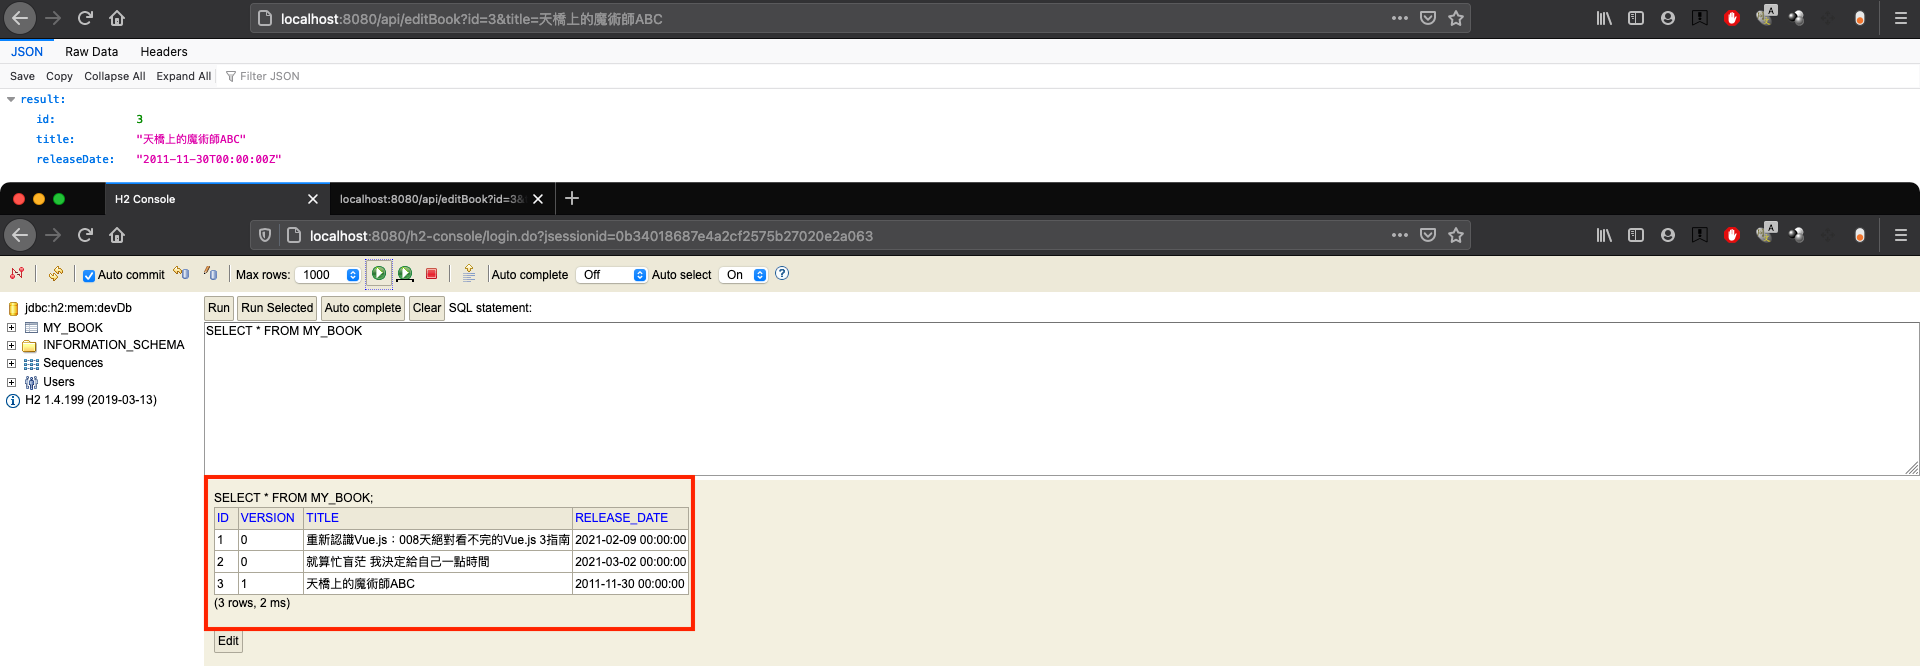 localhost:8080/api/editBook?id=3&title=天橋上的魔術師ABC
A
JSON Raw Data Headers
Save Copy Collapse All Expand All Filter JSON
result:
id: 3
title: "天橋上的魔術師ABC"
releaseDate: "2011-11-30T00:00:00Z"
H2 Console localhost:8080/api/editBook?id=3&
localhost:8080/h2-console/login.do?jsessionid=0b34018687e4a2cf2575b27020e2a063
A
Auto commit Max rows: 1000 Auto complete Off Auto select On ?
jdbc:h2:mem:devDb
MY_BOOK
INFORMATION_SCHEMA
Sequences
Users
H2 1.4.199 (2019-03-13)
Run Run Selected Auto complete Clear SQL statement:
SELECT * FROM MY_BOOK
SELECT * FROM MY_BOOK;
ID VERSION TITLE RELEASE_DATE
1 0 重新認識Vue.js：008天絕對看不完的Vue.js 3指南 2021-02-09 00:00:00
2 0 就算忙盲茫 我決定給自己一點時間 2021-03-02 00:00:00
3 1 天橋上的魔術師ABC 2011-11-30 00:00:00
(3 rows, 2 ms)
Edit